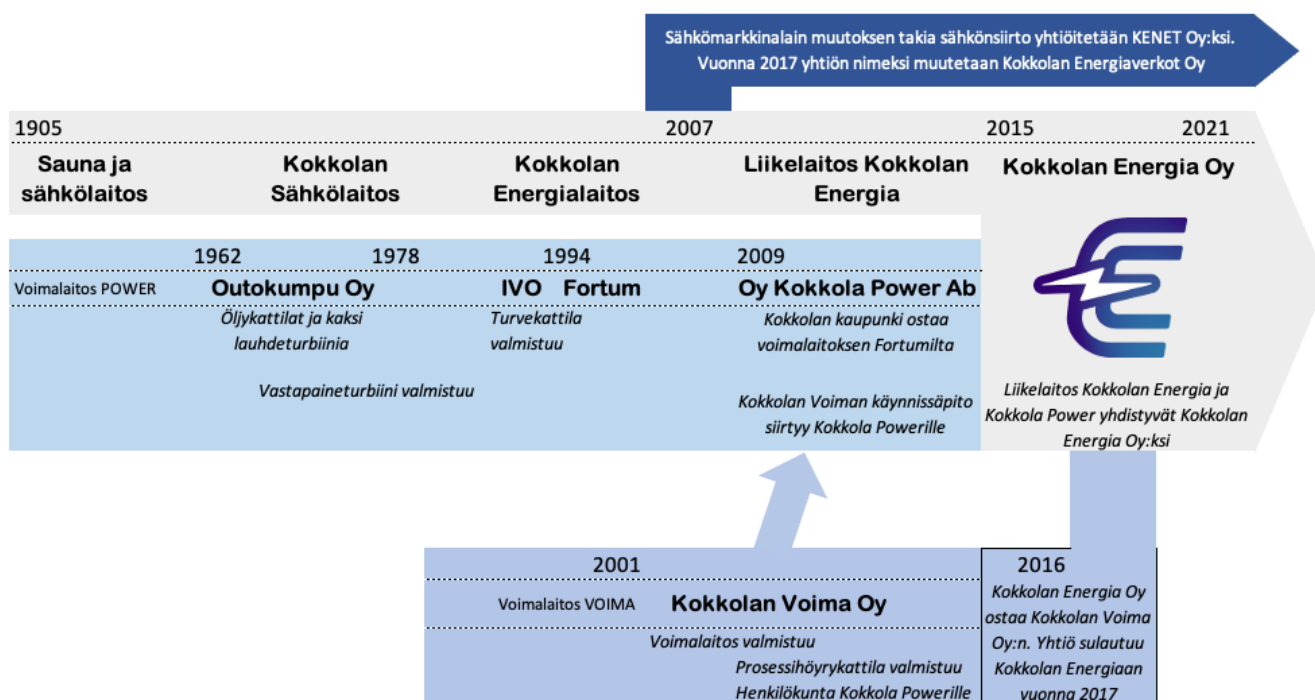 Sähkömarkkinalain muutoksen takia sähkönsiirto yhtiöitetään KENET Oy:ksi.
Vuonna 2017 yhtiön nimeksi muutetaan Kokkolan Energiaverkot Oy
1905 2007 2015 2021
Sauna ja
sähkölaitos
Kokkolan
Sähkölaitos
Kokkolan
Energialaitos
Liikelaitos Kokkolan
Energia
Kokkolan Energia Oy
1962 1978 1994 2009
Voimalaitos POWER
Outokumpu Oy
IVO Fortum
Oy Kokkola Power Ab
Öljykattilat ja kaksi
lauhdeturbiinia
Turvekattila
valmistuu
Kokkolan kaupunki ostaa
voimalaitoksen Fortumilta
Vastapaineturbiini valmistuu
Kokkolan Voiman käynnissäpito
siirtyy Kokkola Powerille
Liikelaitos Kokkolan Energia ja
Kokkola Power yhdistyvät Kokkolan
Energia Oy:ksi
2001
Voimalaitos VOIMA
Kokkolan Voima Oy
Voimalaitos valmistuu
Prosessihöyrykattila valmistuu
Henkilökunta Kokkola Powerille
2016
Kokkolan Energia Oy
ostaa Kokkolan Voima
Oy:n. Yhtiö sulautuu
Kokkolan Energiaan
vuonna 2017